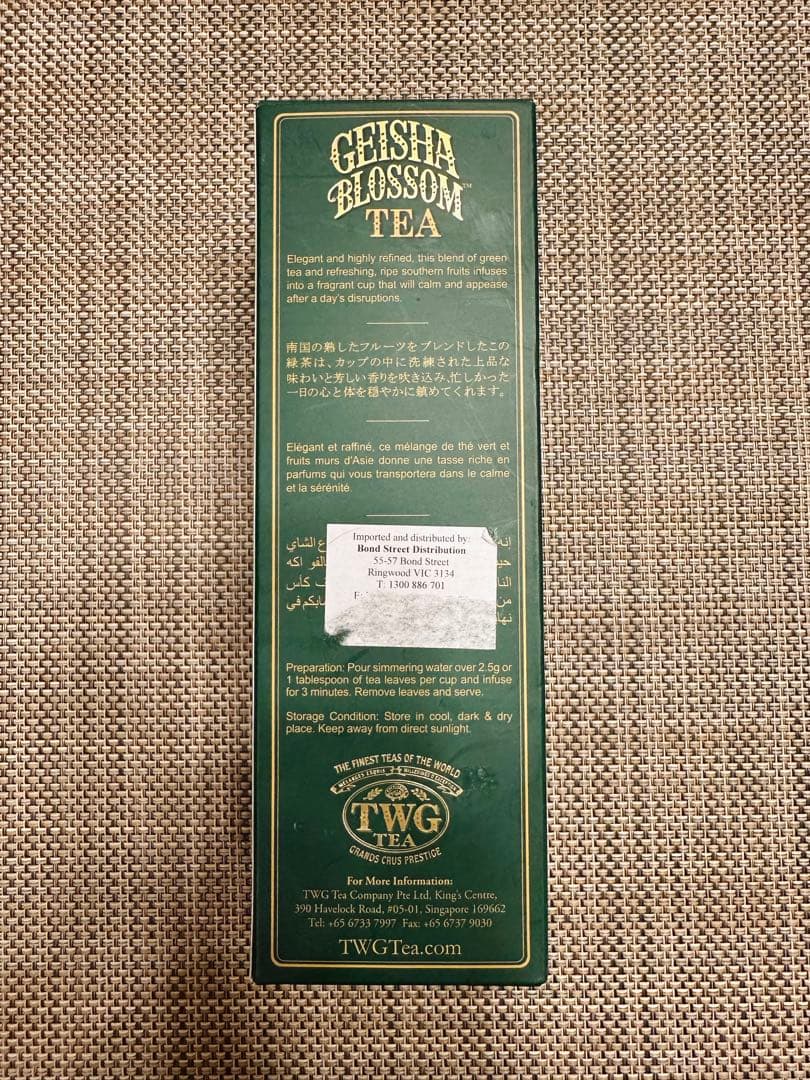 GEISHA
BLOSSOM™
TEA
Elegant and highly refined, this blend of green
tea and refreshing, ripe southern fruits infuses
into a fragrant cup that will calm and appease
after a day's disruptions.
南国の熟したフルーツをブレンドしたこの
緑茶は、カップの中に洗練された上品な
味わいと芳しい香りを吹き込み、忙しかった
一日の心と体を穏やかに鎮めてくれます。
Elégant et raffiné, ce mélange de thé vert et
fruits murs d'Asie donne une tasse riche en
parfums qui vous transportera dans le calme
et la sérénité
الشاي
كأس
من
Imported and distributed by:
Bond Street Distribution
55-57 Bond Street
Ringwood VIC 3134
T: 1300 886 701
Preparation: Pour simmering water over 2.5g or
1 tablespoon of tea leaves per cup and infuse
for 3 minutes. Remove leaves and serve.
Storage Condition: Store in cool, dark & dry
place. Keep away from direct sunlight.
THE FINEST TEAS OF THE WORLD
TWG
TEA
GRANDS CRUS PRESTIGE
For More Information:
TWG Tea Company Pte Ltd, King's Centre,
390 Havelock Road, #05-01, Singapore 169662
Tel: +65 6733 7997 Fax: +65 6737 9030
TWGTea.com